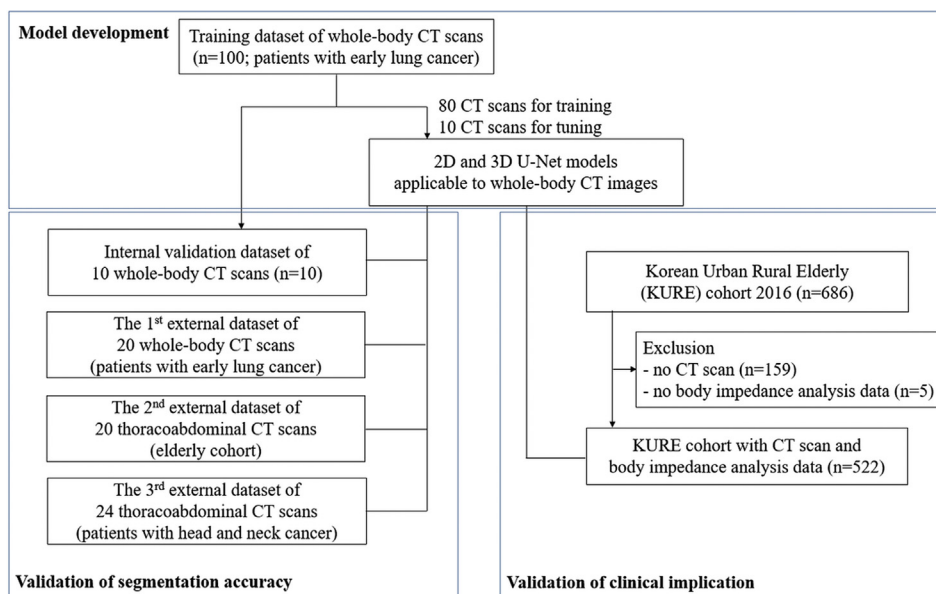 Model development
Training dataset of whole-body CT scans
(n=100; patients with early lung cancer)
80 CT scans for training
10 CT scans for tuning
2D and 3D U-Net models
applicable to whole-body CT images
Internal validation dataset of
10 whole-body CT scans (n=10)
The 1st external dataset of
20 whole-body CT scans
(patients with early lung cancer)
The 2nd external dataset of
20 thoracoabdominal CT scans
(elderly cohort)
The 3rd external dataset of
24 thoracoabdominal CT scans
(patients with head and neck cancer)
Validation of segmentation accuracy
Korean Urban Rural Elderly
(KURE) cohort 2016 (n=686)
Exclusion
- no CT scan (n=159)
- no body impedance analysis data (n=5)
KURE cohort with CT scan and
body impedance analysis data (n=522)
Validation of clinical implication